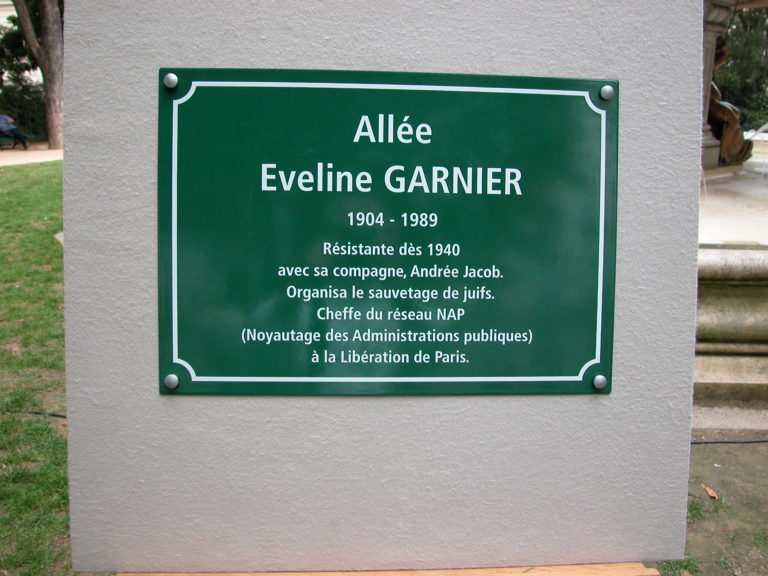 Allée
Eveline GARNIER
1904 - 1989
Résistante dès 1940
avec sa compagne, Andrée Jacob.
Organisa le sauvetage de juifs.
Cheffe du réseau NAP
(Noyautage des Administrations publiques)
à la Libération de Paris.